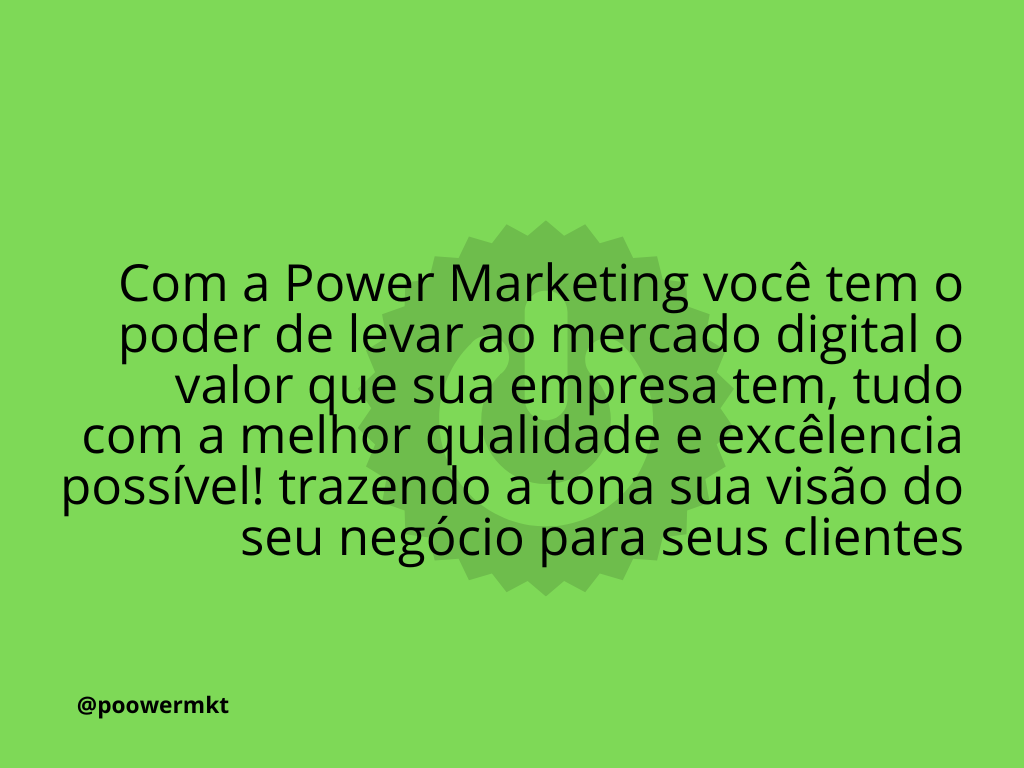 Com a Power Marketing você tem o
poder de levar ao mercado digital o
valor que sua empresa tem, tudo
com a melhor qualidade e excêlencia
possível! trazendo a tona sua visão do
seu negócio para seus clientes
@poowermkt